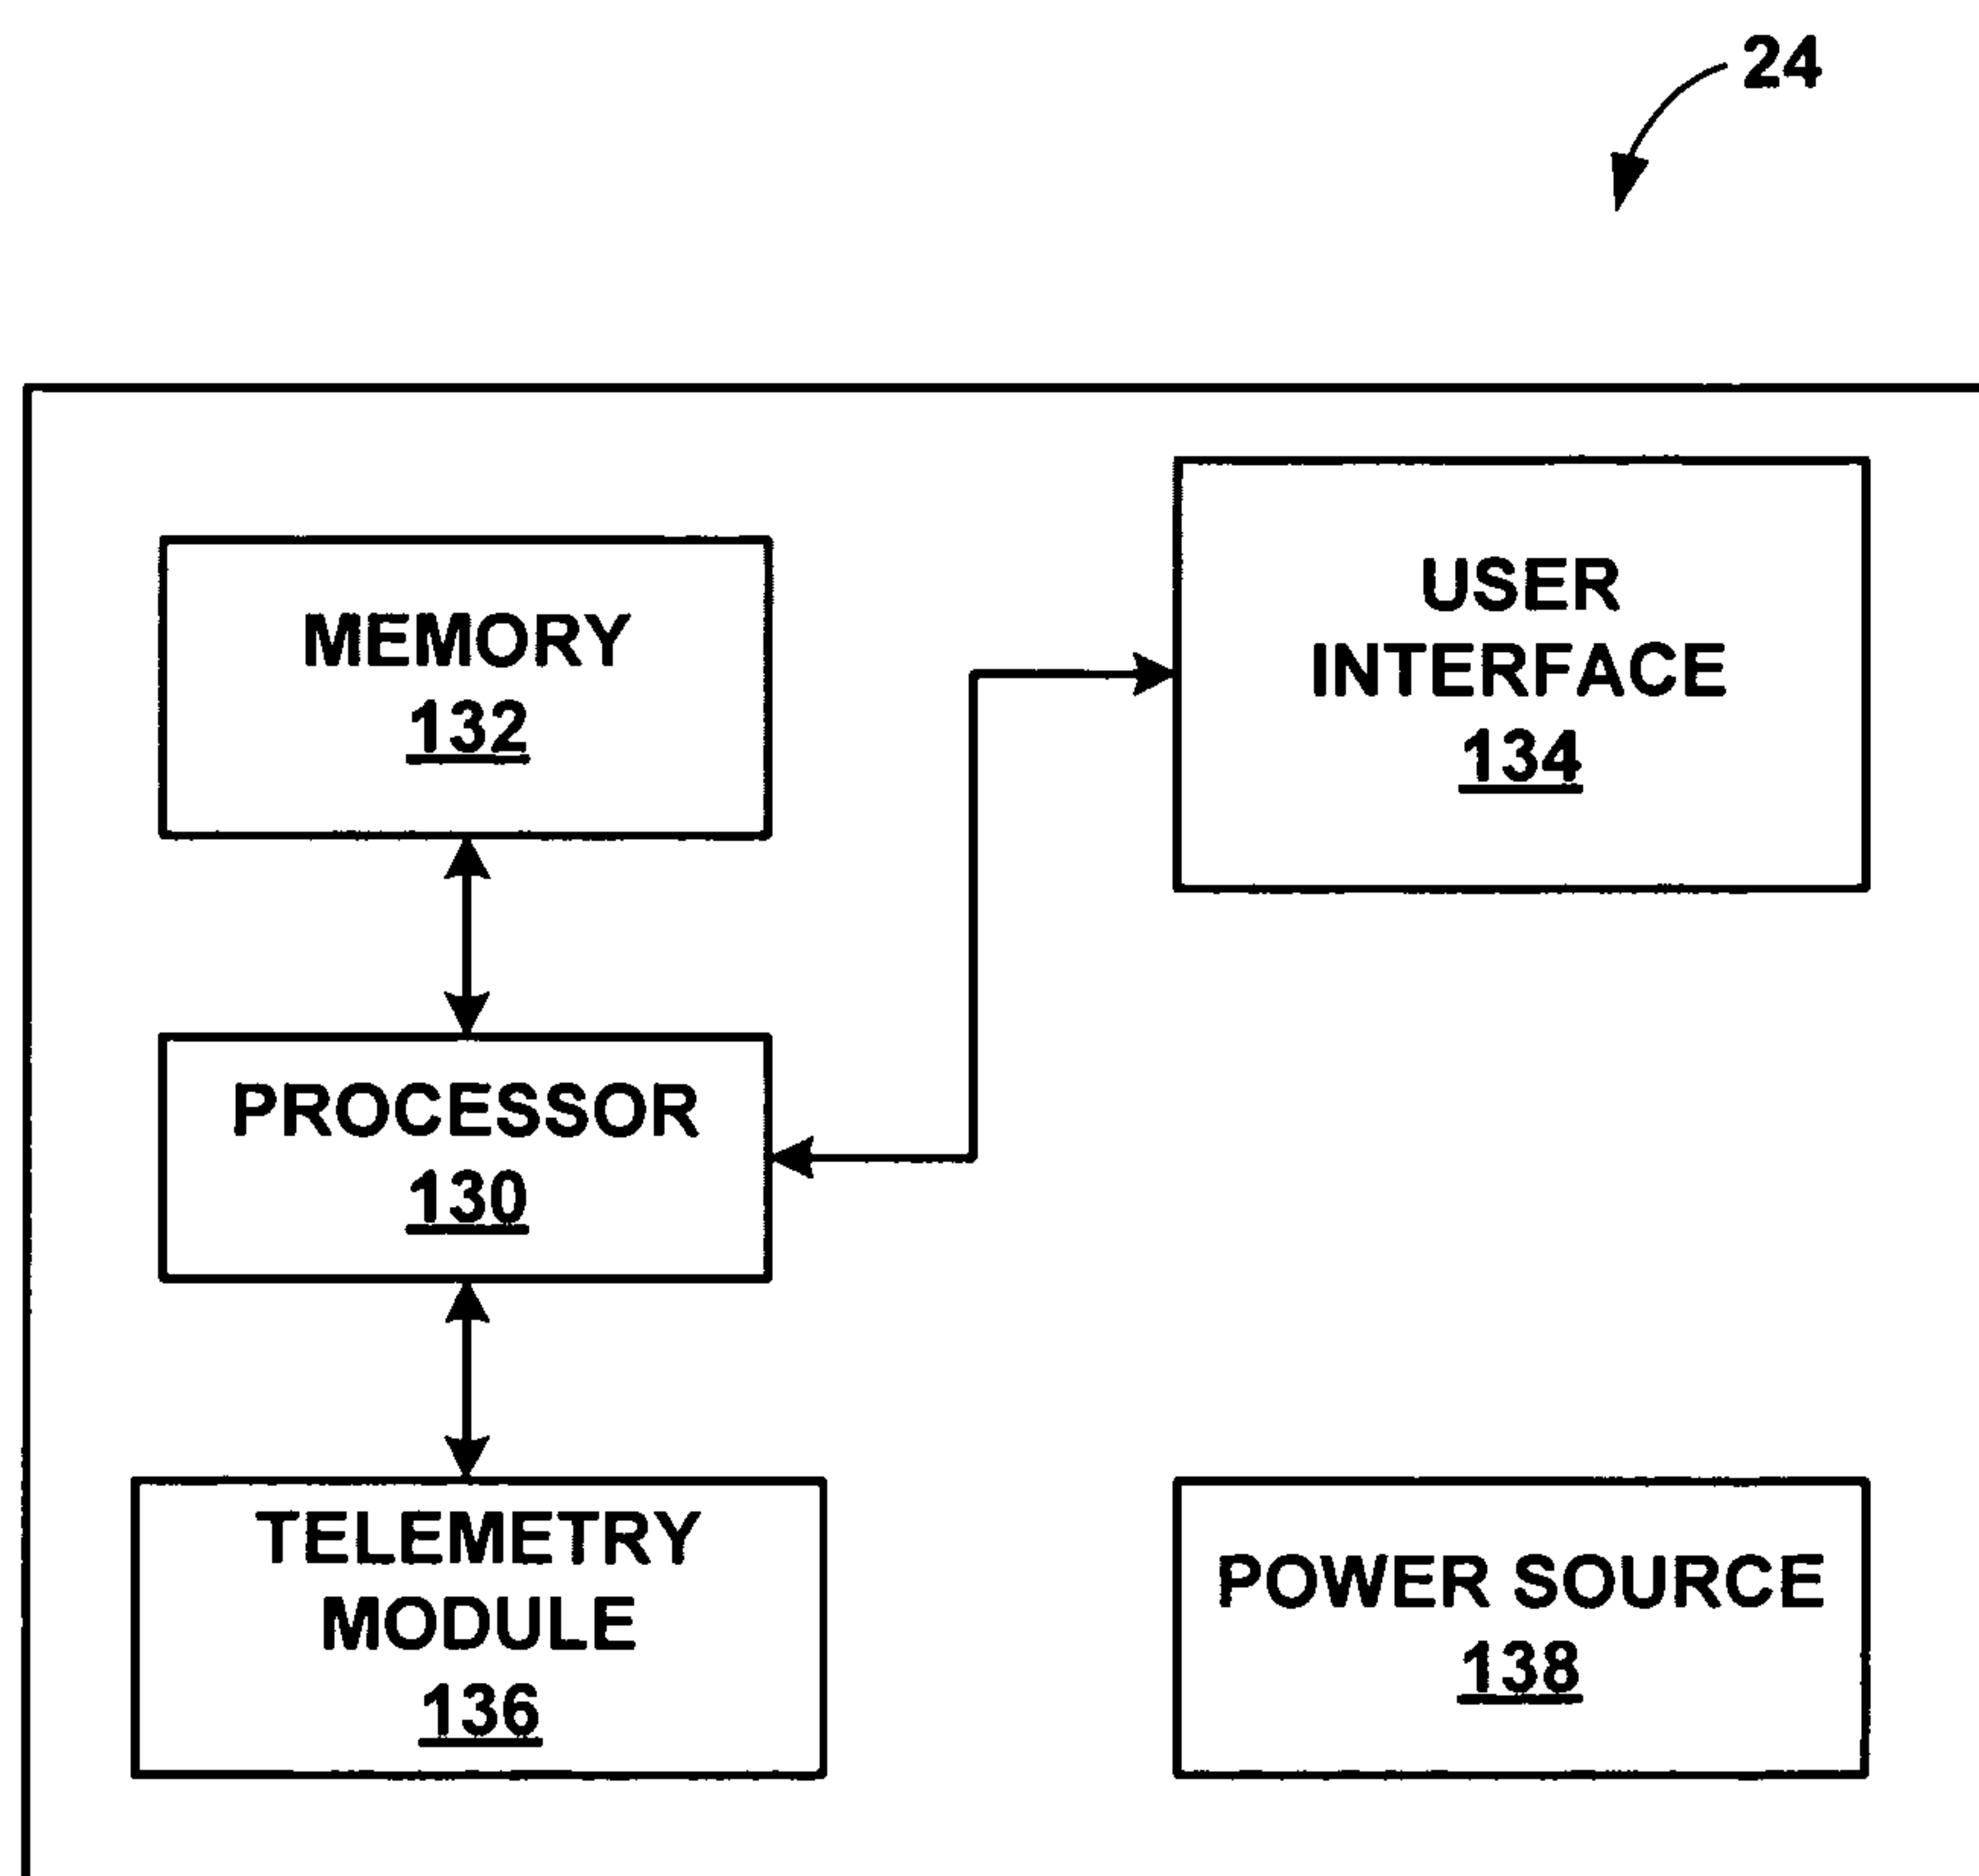 24
MEMORY
132
USER
INTERFACE
134
PROCESSOR
130
TELEMETRY
MODULE
136
POWER SOURCE
138